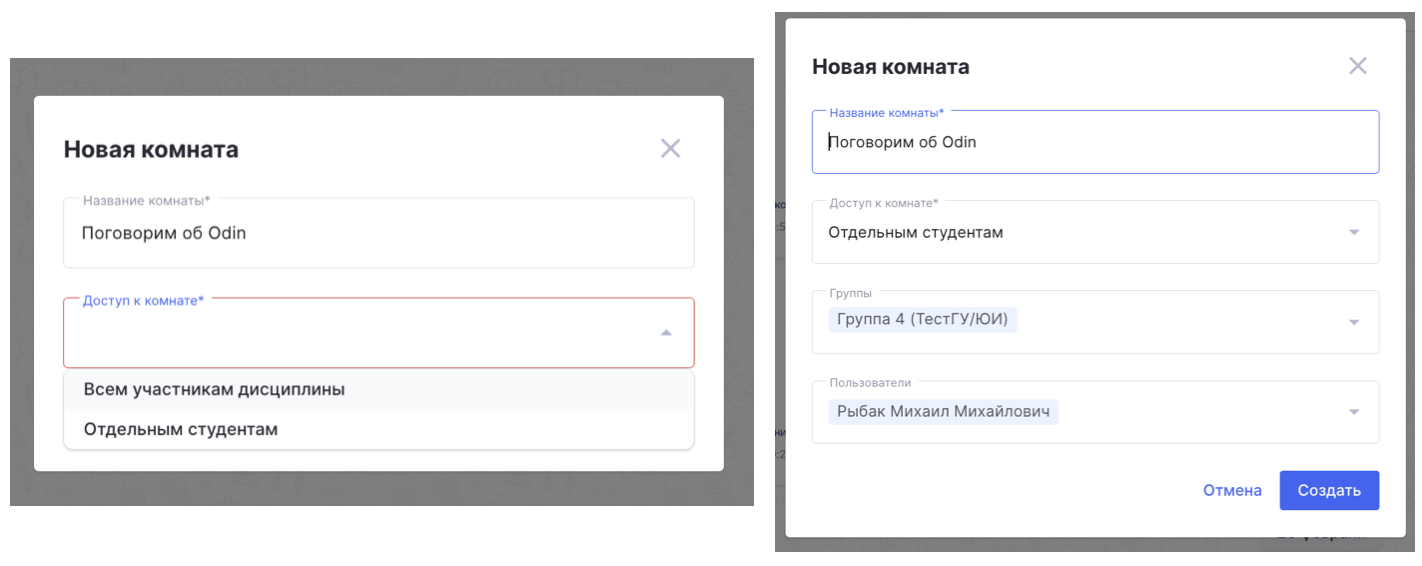 Новая комната
Название комнаты*
Поговорим об Odin
Доступ к комнате*
Всем участникам дисциплины
Отдельным студентам
Новая комната
Название комнаты*
Поговорим об Odin
Доступ к комнате*
Отдельным студентам
Группы
Группа 4 (ТестГУ/ЮИ)
Пользователи
Рыбак Михаил Михайлович
Отмена
Создать